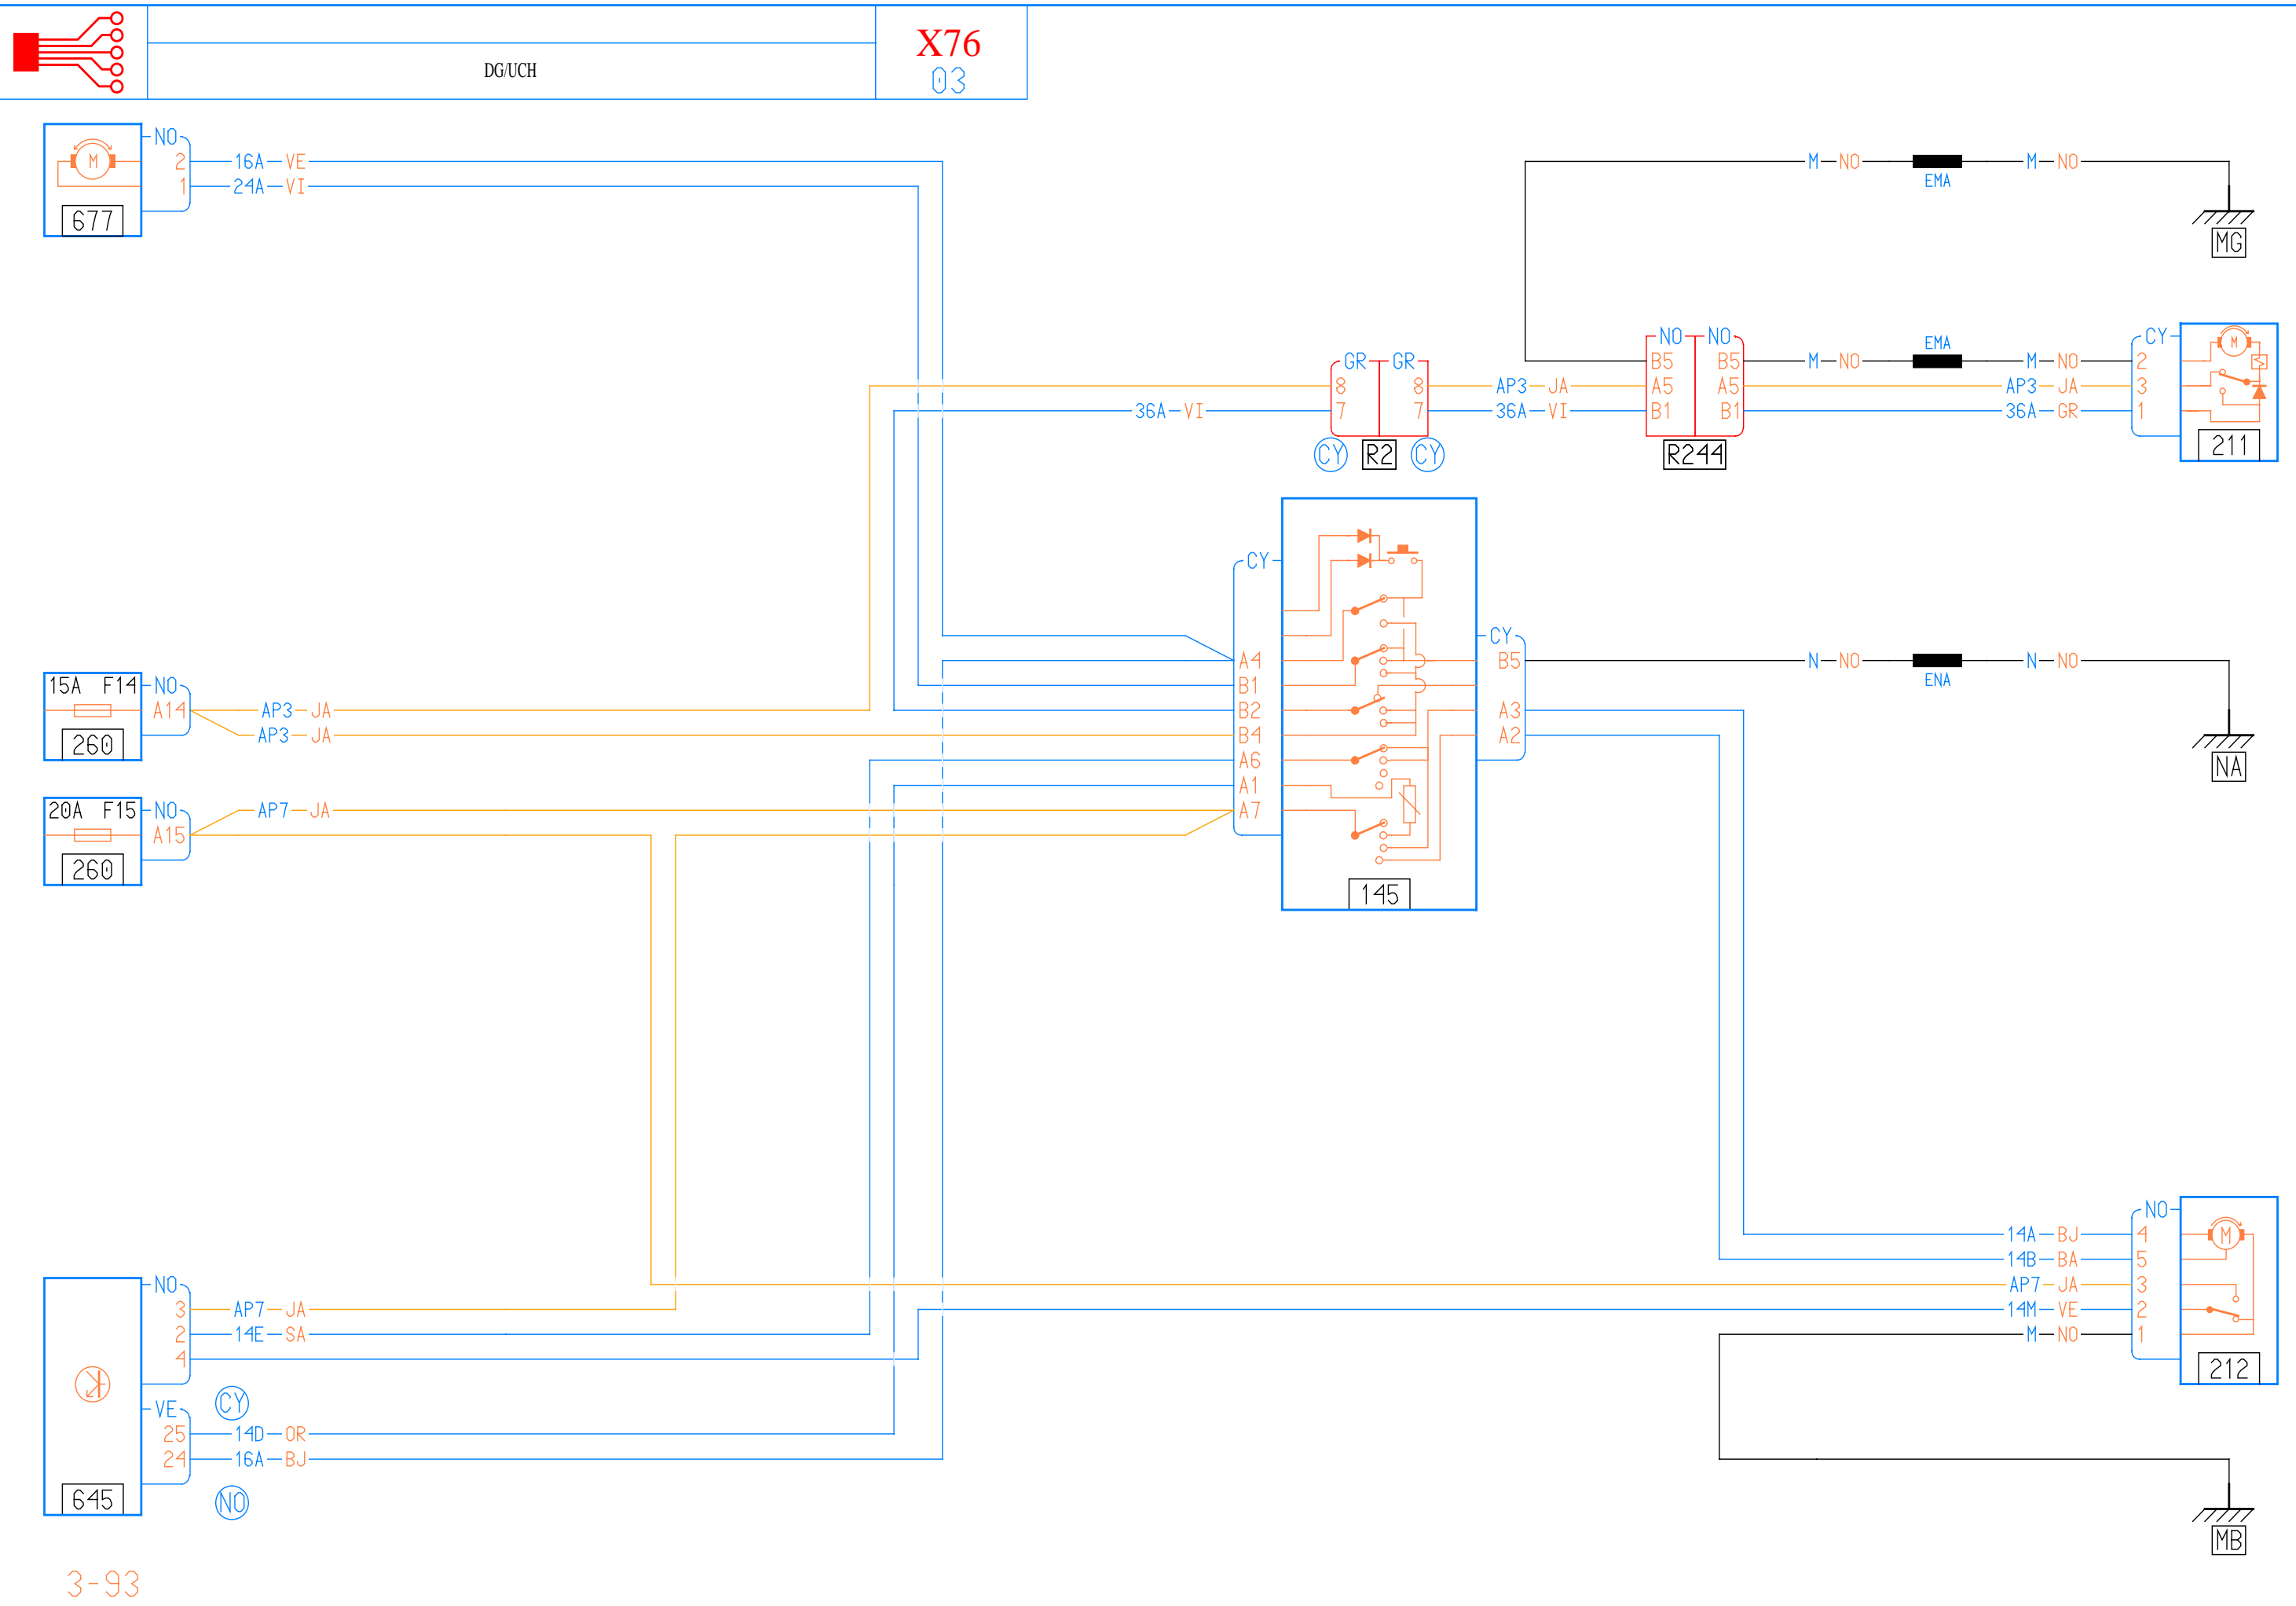 X76
DG/UCH
03
M
NO
2 16A VE
1 24A VI
677
M NO EMA M NO
MG
GR GR
8 8 AP3 JA
36A VI 7 7 36A VI
CY R2 CY
NO NO
B5 B5 M NO EMA M NO
A5 A5 AP3 JA
B1 B1 36A GR
R244
CY
2
3
1
M
211
CY
A4
B1
B2
B4
A6
A1
A7
145
CY
B5 N NO ENA N NO
A3
A2
NA
15A F14 NO
A14 AP3 JA
AP3 JA
260
20A F15 NO AP7 JA
A15
260
NO
14A BJ 4
14B BA 5
AP7 JA 3
14M VE 2
M NO 1
M
212
NO
3 AP7 JA
2 14E SA
4
CY
VE
25 14D OR
24 16A BJ
645
NO
MB
3-93